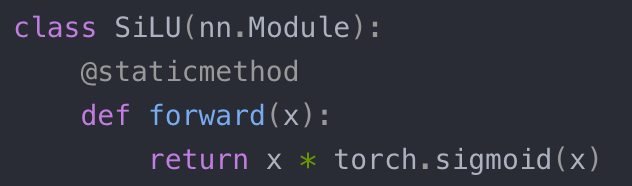 class SiLU(nn.Module):
    @staticmethod
    def forward(x):
        return x * torch.sigmoid(x)